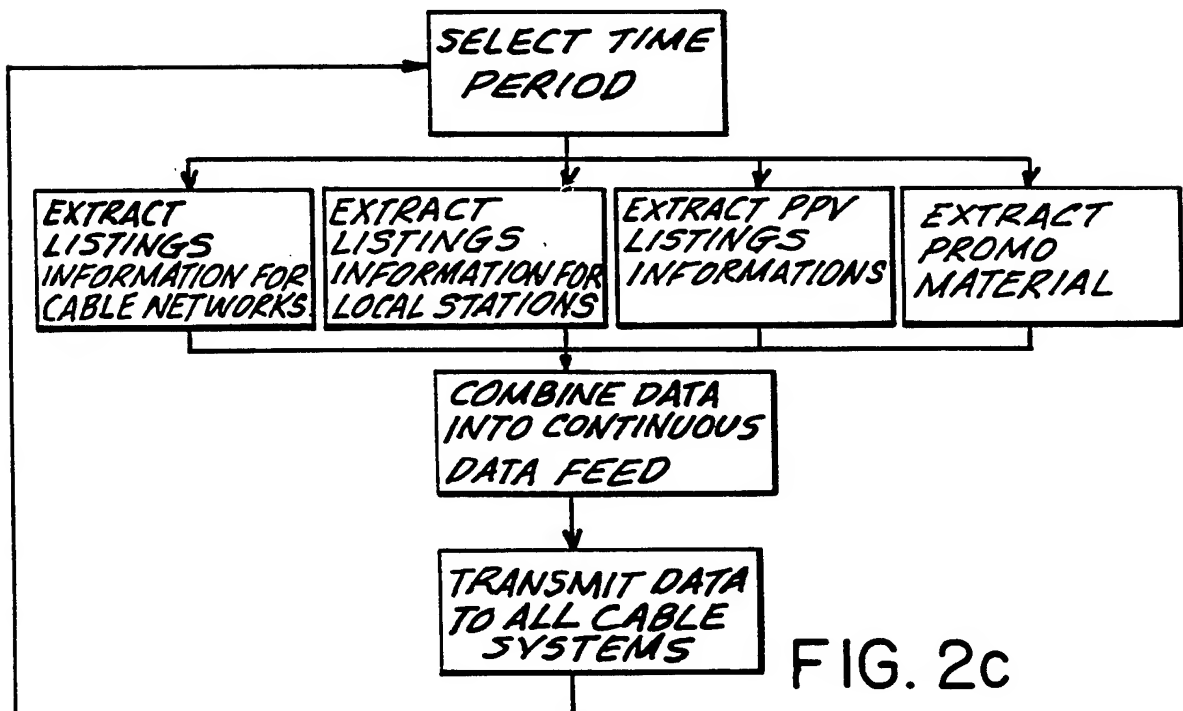 SELECT TIME
PERIOD
EXTRACT
LISTINGS
INFORMATION FOR
CABLE NETWORKS.
EXTRACT
LISTINGS
INFORMATION FOR
LOCAL STATIONS
EXTRACT PPV
LISTINGS
INFORMATIONS
EXTRACT
PROMO
MATERIAL
COMBINE DATA
INTO CONTINUOUS
DATA FEED
TRANSMIT DATA
TO ALL CABLE
SYSTEMS
FIG. 2c